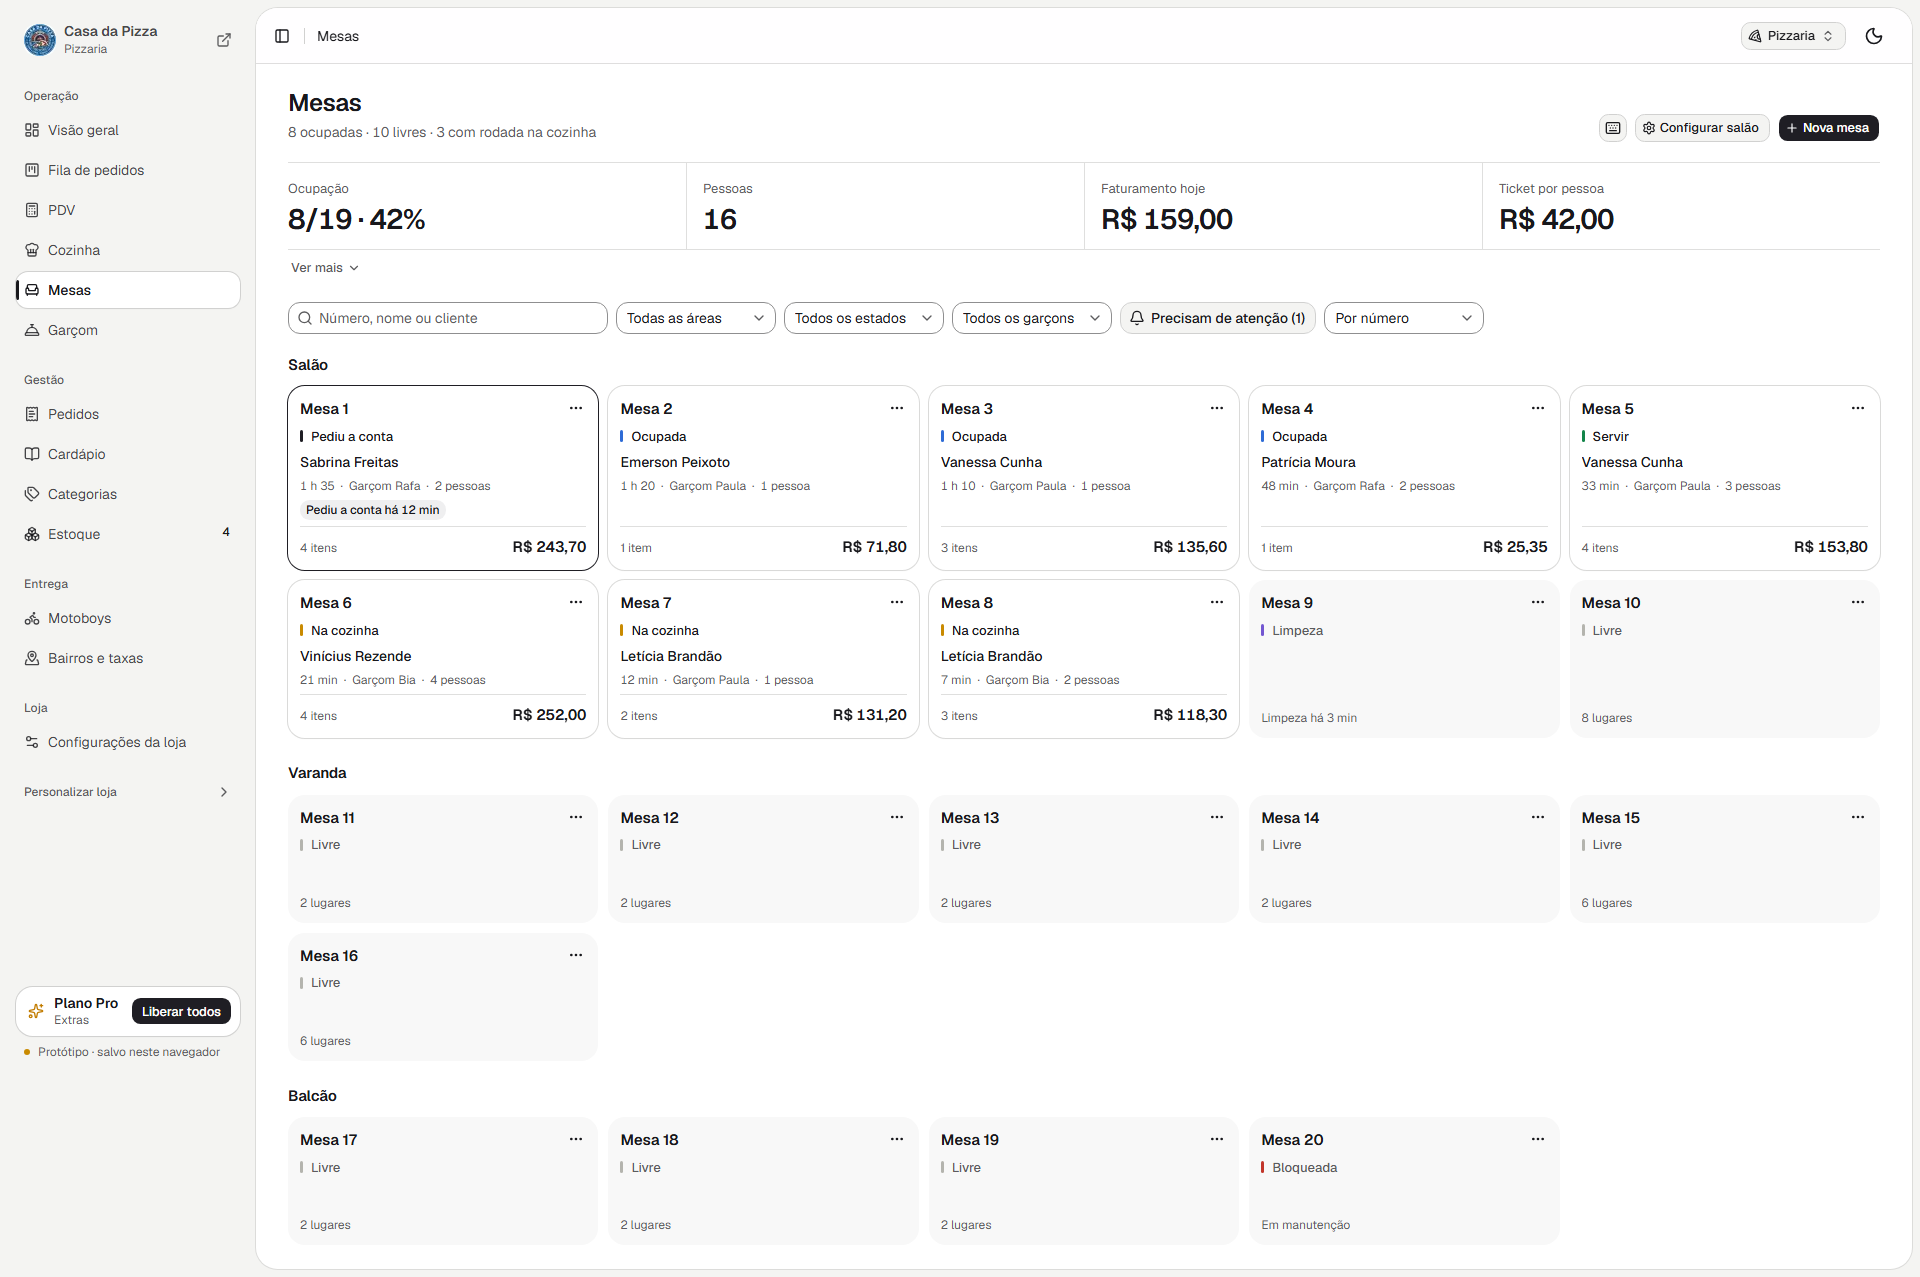 Casa da Pizza
Pizzaria
Operação
Visão geral
Fila de pedidos
PDV
Cozinha
Mesas
Garçom
Gestão
Pedidos
Cardápio
Categorias
Estoque 4
Entrega
Motoboys
Bairros e taxas
Loja
Configurações da loja
Personalizar loja
Plano Pro
Extras
Liberar todos
Protótipo · salvo neste navegador
Mesas
Pizzaria
Mesas
8 ocupadas · 10 livres · 3 com rodada na cozinha
Configurar salão
Nova mesa
Ocupação
8/19 · 42%
Pessoas
16
Faturamento hoje
R$ 159,00
Ticket por pessoa
R$ 42,00
Ver mais
Número, nome ou cliente
Todas as áreas
Todos os estados
Todos os garçons
Precisam de atenção (1)
Por número
Salão
Mesa 1
Pediu a conta
Sabrina Freitas
1 h 35 · Garçom Rafa · 2 pessoas
Pediu a conta há 12 min
4 itens R$ 243,70
Mesa 2
Ocupada
Emerson Peixoto
1 h 20 · Garçom Paula · 1 pessoa
1 item R$ 71,80
Mesa 3
Ocupada
Vanessa Cunha
1 h 10 · Garçom Paula · 1 pessoa
3 itens R$ 135,60
Mesa 4
Ocupada
Patrícia Moura
48 min · Garçom Rafa · 2 pessoas
1 item R$ 25,35
Mesa 5
Servir
Vanessa Cunha
33 min · Garçom Paula · 3 pessoas
4 itens R$ 153,80
Mesa 6
Na cozinha
Vinícius Rezende
21 min · Garçom Bia · 4 pessoas
4 itens R$ 252,00
Mesa 7
Na cozinha
Letícia Brandão
12 min · Garçom Paula · 1 pessoa
2 itens R$ 131,20
Mesa 8
Na cozinha
Letícia Brandão
7 min · Garçom Bia · 2 pessoas
3 itens R$ 118,30
Mesa 9
Limpeza
Limpeza há 3 min
Mesa 10
Livre
8 lugares
Varanda
Mesa 11
Livre
2 lugares
Mesa 12
Livre
2 lugares
Mesa 13
Livre
2 lugares
Mesa 14
Livre
2 lugares
Mesa 15
Livre
6 lugares
Mesa 16
Livre
6 lugares
Balcão
Mesa 17
Livre
2 lugares
Mesa 18
Livre
2 lugares
Mesa 19
Livre
2 lugares
Mesa 20
Bloqueada
Em manutenção